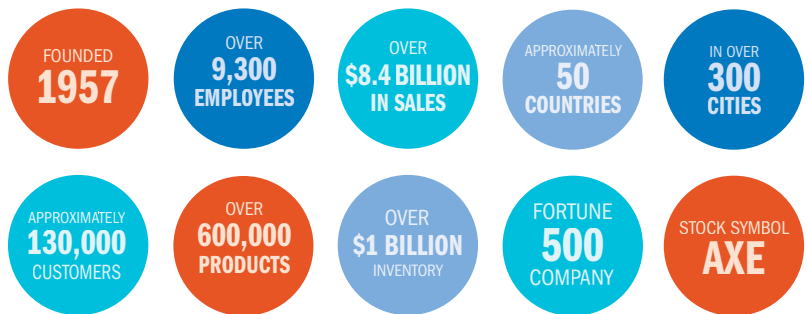 FOUNDED
1957
OVER
9,300
EMPLOYEES
OVER
$8.4 BILLION
IN SALES
APPROXIMATELY
50
COUNTRIES
IN OVER
300
CITIES
APPROXIMATELY
130,000
CUSTOMERS
OVER
600,000
PRODUCTS
OVER
$1 BILLION
INVENTORY
FORTUNE
500
COMPANY
STOCK SYMBOL
AXE